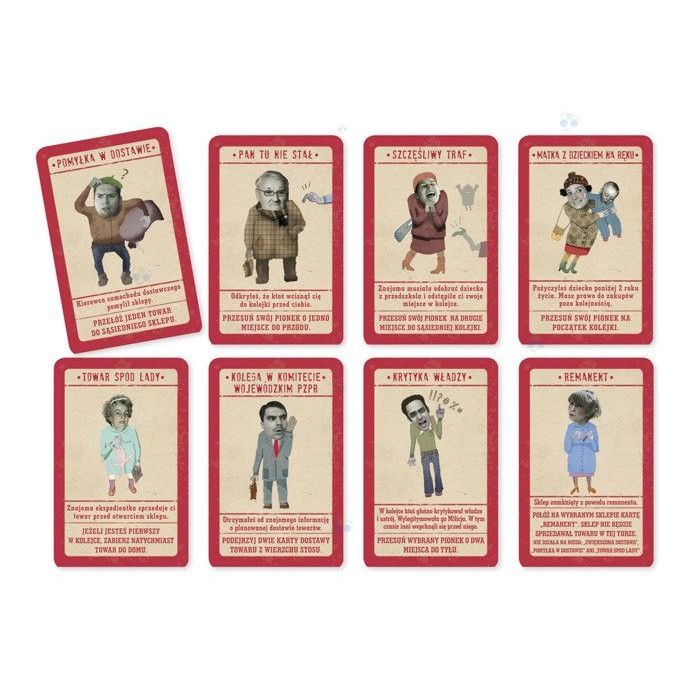 • POMYŁKA W DOSTAWIE •
?
Kierowca samochodu dostawczego
pomylił sklepy.
PRZEŁÓŻ JEDEN TOWAR
DO SĄSIEDNIEGO SKLEPU.
• PAN TU NIE STAŁ •
Odkryłeś, że ktoś wcisnął się
do kolejki przed ciebie.
PRZESUŃ SWÓJ PIONEK O JEDNO
MIEJSCE DO PRZODU.
• SZCZĘŚLIWY TRAF •
Znajoma musiała odebrać dziecko
z przedszkola i odstąpiła ci swoje
miejsce w kolejce.
PRZESUŃ SWÓJ PIONEK NA DRUGIE
MIEJSCE DO SĄSIEDNIEJ KOLEJKI.
• MATKA Z DZIECKIEM NA RĘKU •
Pożyczyłeś dziecko poniżej 2 roku
życia. Masz prawo do zakupów
poza kolejnością.
PRZESUŃ SWÓJ PIONEK NA
POCZĄTEK KOLEJKI.
• TOWAR SPOD LADY •
Znajoma ekspedientka sprzedaje ci
towar przed otwarciem sklepu.
JEŻELI JESTEŚ PIERWSZY
W KOLEJCE, ZABIERZ NATYCHMIAST
TOWAR DO DOMU.
• KOLEGA W KOMITECIE •
WOJEWÓDZKIM PZPR
Otrzymałeś od znajomego informację
o planowanej dostawie towarów.
PODEJRZYJ DWIE KARTY DOSTAWY
TOWARU Z WIERZCHU STOSU.
• KRYTYKA WŁADZY •
!!?@#%
W kolejce ktoś głośno krytykował władze
i ustrój. Wylegitymowała go Milicja. W tym
czasie inni wepchnęli się przed niego.
PRZESUŃ WYBRANY PIONEK O DWA
MIEJSCA DO TYŁU.
• REMANENT •
Sklep zamknięty z powodu remanentu.
POŁÓŻ NA WYBRANYM SKLEPIE KARTĘ
„REMANENT". SKLEP NIE BĘDZIE
SPRZEDAWAŁ TOWARU W TEJ TURZE.
NIE DZIAŁA NA NIEGO „ZWIĘKSZONA DOSTAWA",
„POMYŁKA W DOSTAWIE" ANI „TOWAR SPOD LADY"